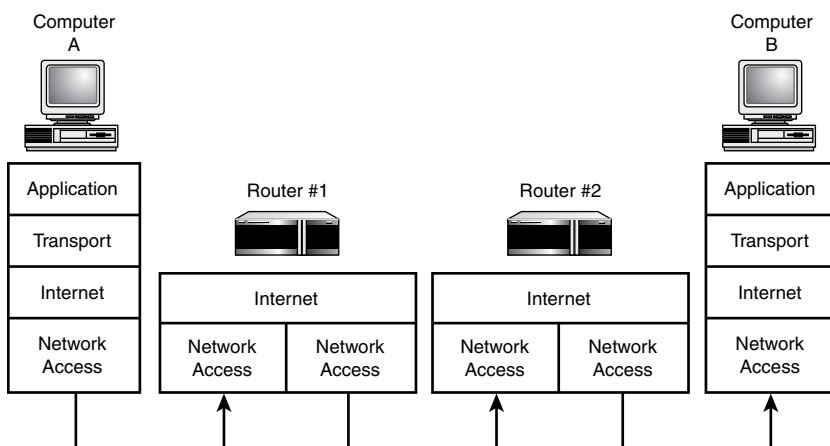 Computer
A
Computer
B
Router #1
Router #2
Application
Transport
Internet
Network
Access
Internet
Network
Access
Network
Access
Internet
Network
Access
Network
Access
Application
Transport
Internet
Network
Access